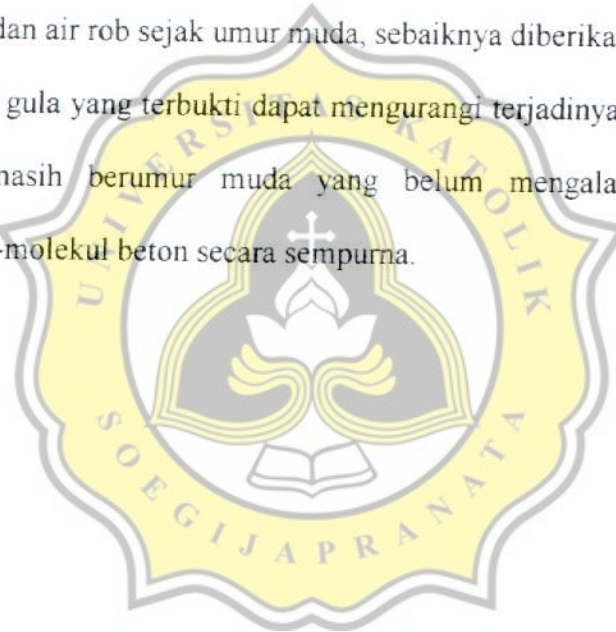 dan air rob sejak umur muda, sebaiknya diberika
gula yang terbukti dapat mengurangi terjadinya
nasih berumur muda yang belum mengala
-molekul beton secara sempurna.
UNIVERSITAS KATOLIK
SOEGIJAPRANATA